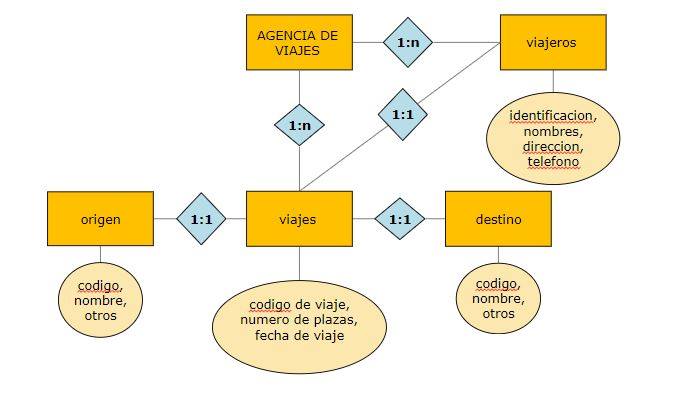 AGENCIA DE
VIAJES
1:n
viajeros
1:1
1:n
identificacion,
nombres,
direccion,
telefono
origen
1:1
viajes
1:1
destino
codigo,
nombre,
otros
codigo de viaje,
numero de plazas,
fecha de viaje
codigo,
nombre,
otros